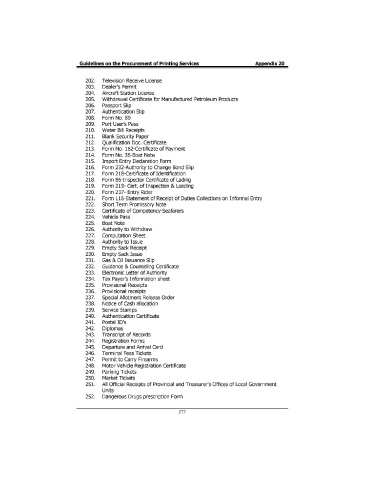 Guidelines on the Procurement of Printing Services Appendix 20
202. Television Receive License
203. Dealer's Permit
204. Aircraft Station License
205. Withdrawal Certificate for Manufactured Petroleum Products
206. Passport Slip
207. Authentication Slip
208. Form No. 89
209. Port User's Pass
210. Water Bill Receipts
211. Blank Security Paper
212. Qualification Doc. Certificate
213. Form No. 162-Certificate of Payment
214. Form No. 36-Boat Note
215. Import Entry Declaration Form
216. Form 232-Authority to Change Bond Slip
217. Form 218-Certificate of Identification
218. Form 86-Inspector Certificate of Lading
219. Form 219- Cert. of Inspection & Loading
220. Form 237- Entry Rider
221. Form 116-Statement of Receipt of Duties Collections on Informal Entry
222. Short Term Promissory Note
223. Certificate of Competency-Seafarers
224. Vehicle Pass
225. Boat Note
226. Authority to Withdraw
227. Computation Sheet
228. Authority to Issue
229. Empty Sack Receipt
230. Empty Sack Issue
231. Gas & Oil Issuance Slip
232. Guidance & Counseling Certificate
233. Electronic Letter of Authority
234. Tax Payer's Information sheet
235. Provisional Receipts
236. Provisional receipts
237. Special Allotment Release Order
238. Notice of Cash allocation
239. Service Stamps
240. Authentication Certificate
241. Postal ID's
242. Diplomas
243. Transcript of Records
244. Registration Forms
245. Departure and Arrival Card
246. Terminal Fees Tickets
247. Permit to Carry Firearms
248. Motor Vehicle Registration Certificate
249. Parking Tickets
250. Market Tickets
251. All Official Receipts of Provincial and Treasurer's Offices of Local Government
Units
252. Dangerous Drugs prescription Form
277